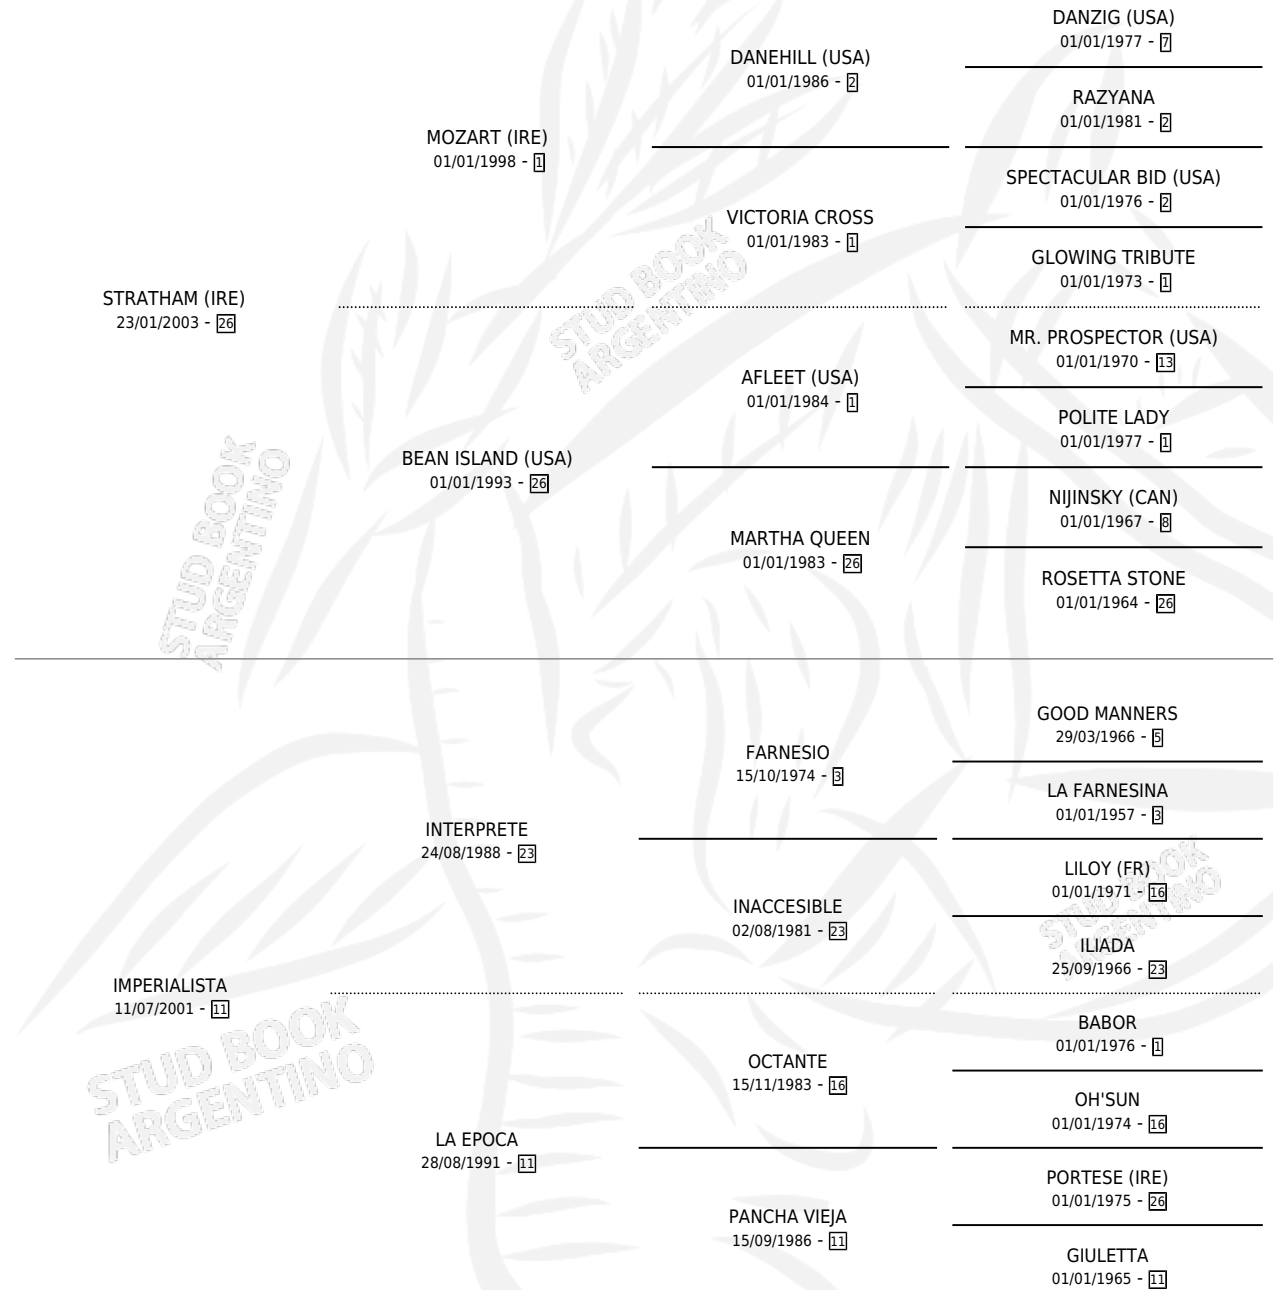 DANZIG (USA)
01/01/1977 - 7
DANEHILL (USA)
01/01/1986 - 2
RAZYANA
01/01/1981 - 2
MOZART (IRE)
01/01/1998 - 1
SPECTACULAR BID (USA)
01/01/1976 - 2
VICTORIA CROSS
01/01/1983 - 1
GLOWING TRIBUTE
01/01/1973 - 1
STRATHAM (IRE)
23/01/2003 - 26
MR. PROSPECTOR (USA)
01/01/1970 - 13
AFLEET (USA)
01/01/1984 - 1
POLITE LADY
01/01/1977 - 1
BEAN ISLAND (USA)
01/01/1993 - 26
NIJINSKY (CAN)
01/01/1967 - 8
MARTHA QUEEN
01/01/1983 - 26
ROSETTA STONE
01/01/1964 - 26
GOOD MANNERS
29/03/1966 - 5
FARNESIO
15/10/1974 - 3
LA FARNESINA
01/01/1957 - 3
INTERPRETE
24/08/1988 - 23
LILOY (FR)
01/01/1971 - 16
INACCESIBLE
02/08/1981 - 23
ILIADA
25/09/1966 - 23
IMPERIALISTA
11/07/2001 - 11
BABOR
01/01/1976 - 1
OCTANTE
15/11/1983 - 16
OH'SUN
01/01/1974 - 16
LA EPOCA
28/08/1991 - 11
PORTESE (IRE)
01/01/1975 - 26
PANCHA VIEJA
15/09/1986 - 11
GIULETTA
01/01/1965 - 11
STUD BOOK
ARGENTINO
STUD BOOK
ARGENTINO
STUD BOOK
ARGENTINO
STUD BOOK
ARGENTINO